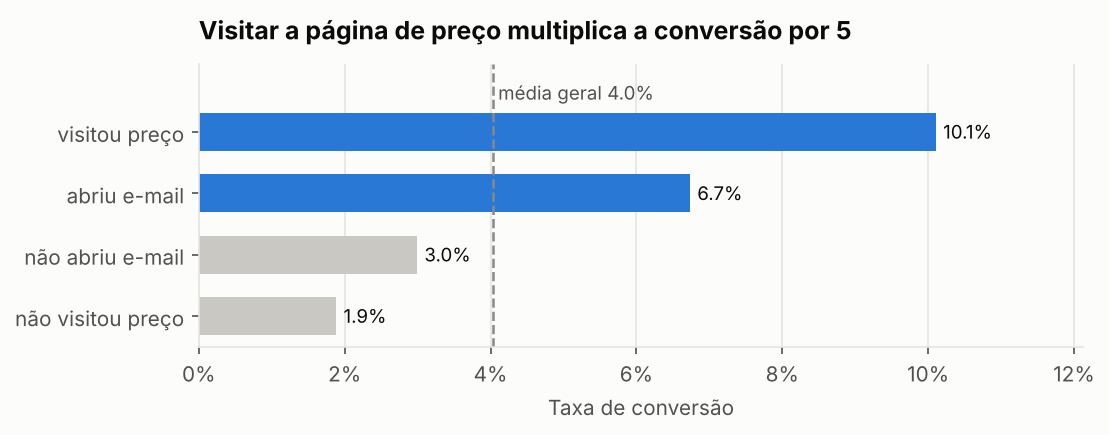 Visitar a página de preço multiplica a conversão por 5
média geral 4.0%
visitou preço 10.1%
abriu e-mail 6.7%
não abriu e-mail 3.0%
não visitou preço 1.9%
0% 2% 4% 6% 8% 10% 12%
Taxa de conversão